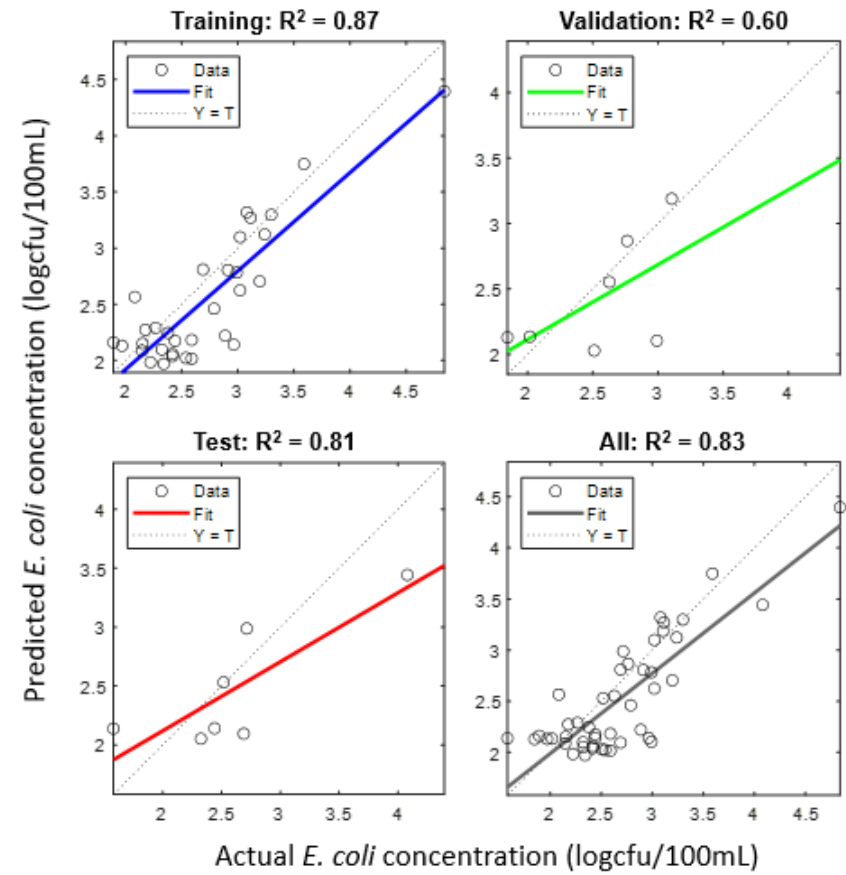 Training: R² = 0.87
Data
Fit
Y = T
4.5
4
3.5
3
2.5
2
2 2.5 3 3.5 4 4.5
Validation: R² = 0.60
Data
Fit
Y = T
4
3.5
3
2.5
2
2 2.5 3 3.5 4
Test: R² = 0.81
Data
Fit
Y = T
4
3.5
3
2.5
2
2 2.5 3 3.5 4
All: R² = 0.83
Data
Fit
Y = T
4.5
4
3.5
3
2.5
2
2 2.5 3 3.5 4 4.5
Predicted E. coli concentration (logcfu/100mL)
Actual E. coli concentration (logcfu/100mL)